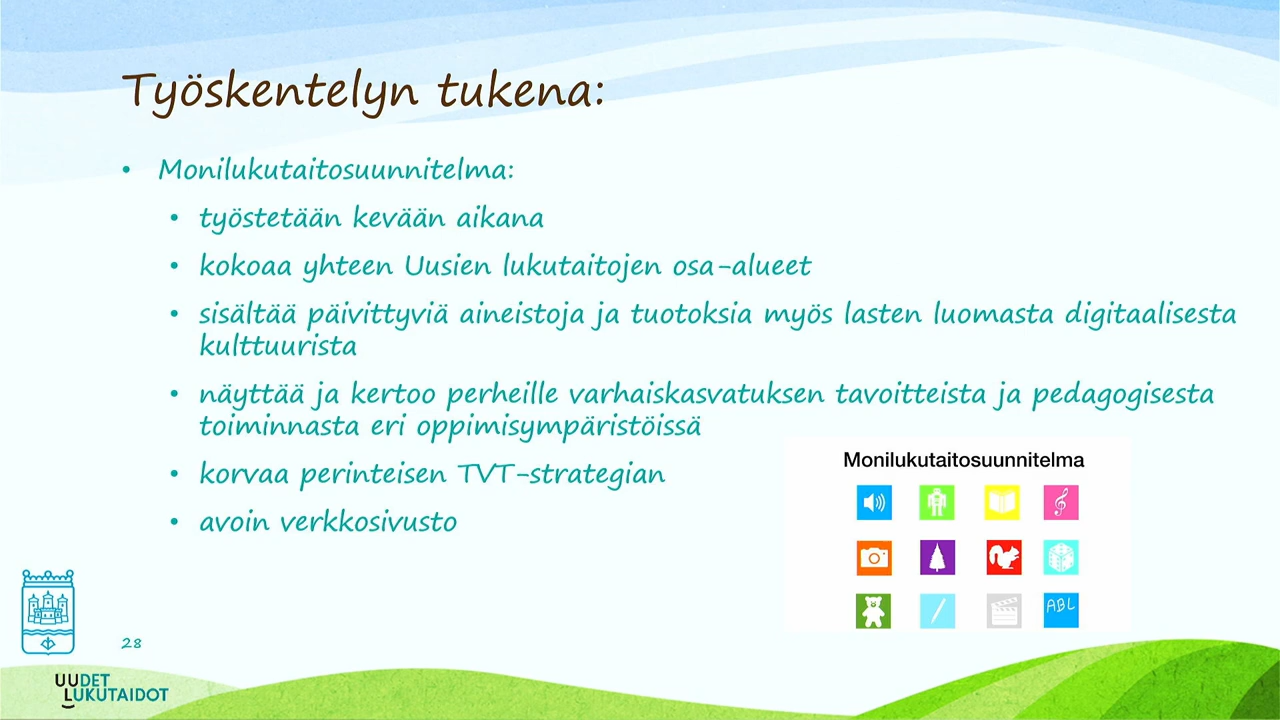 Työskentelyn tukena:
• Monilukutaitosuunnitelma:
• työstetään kevään aikana
• kokoaa yhteen Uusien lukutaitojen osa-alueet
• sisältää päivittyviä aineistoja ja tuotoksia myös lasten luomasta digitaalisesta
kulttuurista
• näyttää ja kertoo perheille varhaiskasvatuksen tavoitteista ja pedagogisesta
toiminnasta eri oppimisympäristöissä
• korvaa perinteisen TVT-strategian
• avoin verkkosivusto
Monilukutaitosuunnitelma
ABL
28
UUDET
LUKUTAIDOT